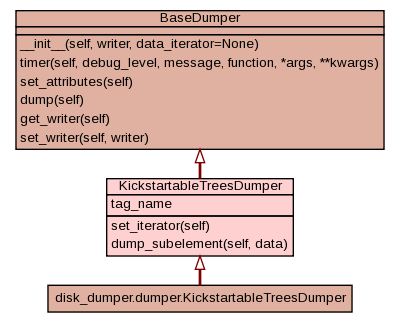 BaseDumper
__init__(self, writer, data_iterator=None)
timer(self, debug_level, message, function, *args, **kwargs)
set_attributes(self)
dump(self)
get_writer(self)
set_writer(self, writer)
KickstartableTreesDumper
tag_name
set_iterator(self)
dump_subelement(self, data)
disk_dumper.dumper.KickstartableTreesDumper